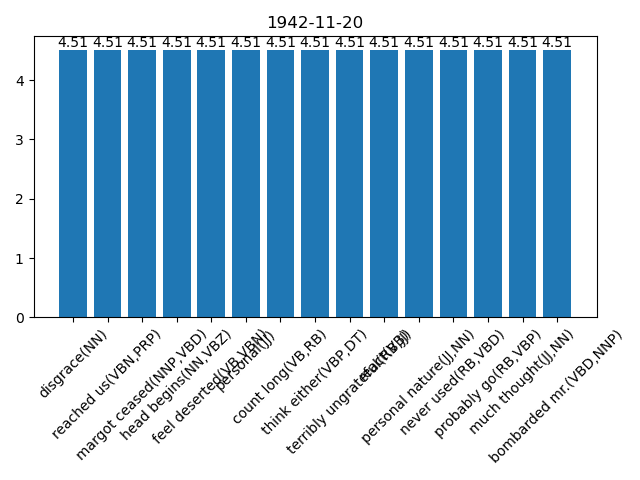 1942-11-20
4.51 4.51 4.51 4.51 4.51 4.51 4.51 4.51 4.51 4.51 4.51 4.51 4.51 4.51 4.51
4
3
2
1
0
disgrace(NN)
reached us(VBN,PRP)
margot ceased(NNP,VBD)
head begins(NN,VBZ)
feel deserted(VB,VBN)
personal(JJ)
count long(VB,RB)
think either(VBP,DT)
terribly ungrateful(RB,JJ)
personal nature(JJ,NN)
never used(RB,VBD)
probably go(RB,VBP)
much thought(JJ,NN)
bombarded mr.(VBD,NNP)